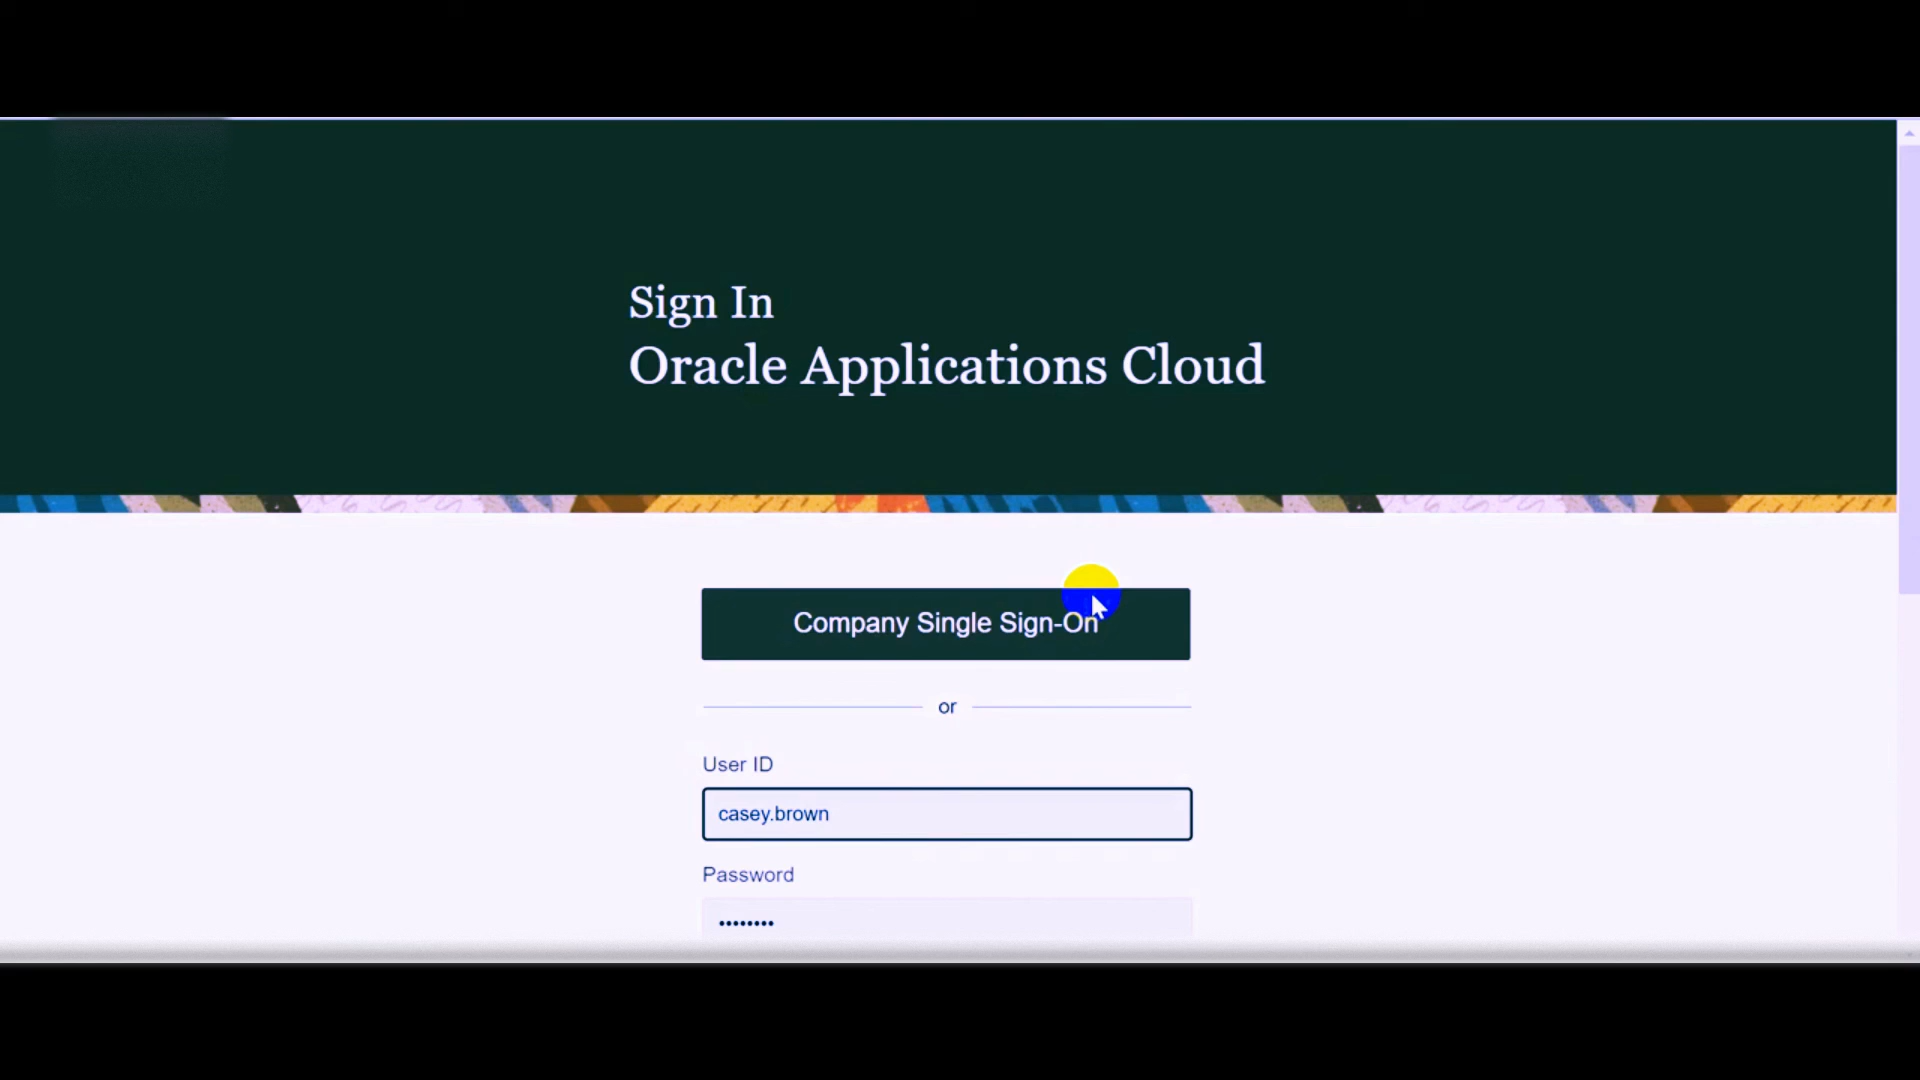 Sign In
Oracle Applications Cloud
Company Single Sign-On
or
User ID
casey.brown
Password
••••••••